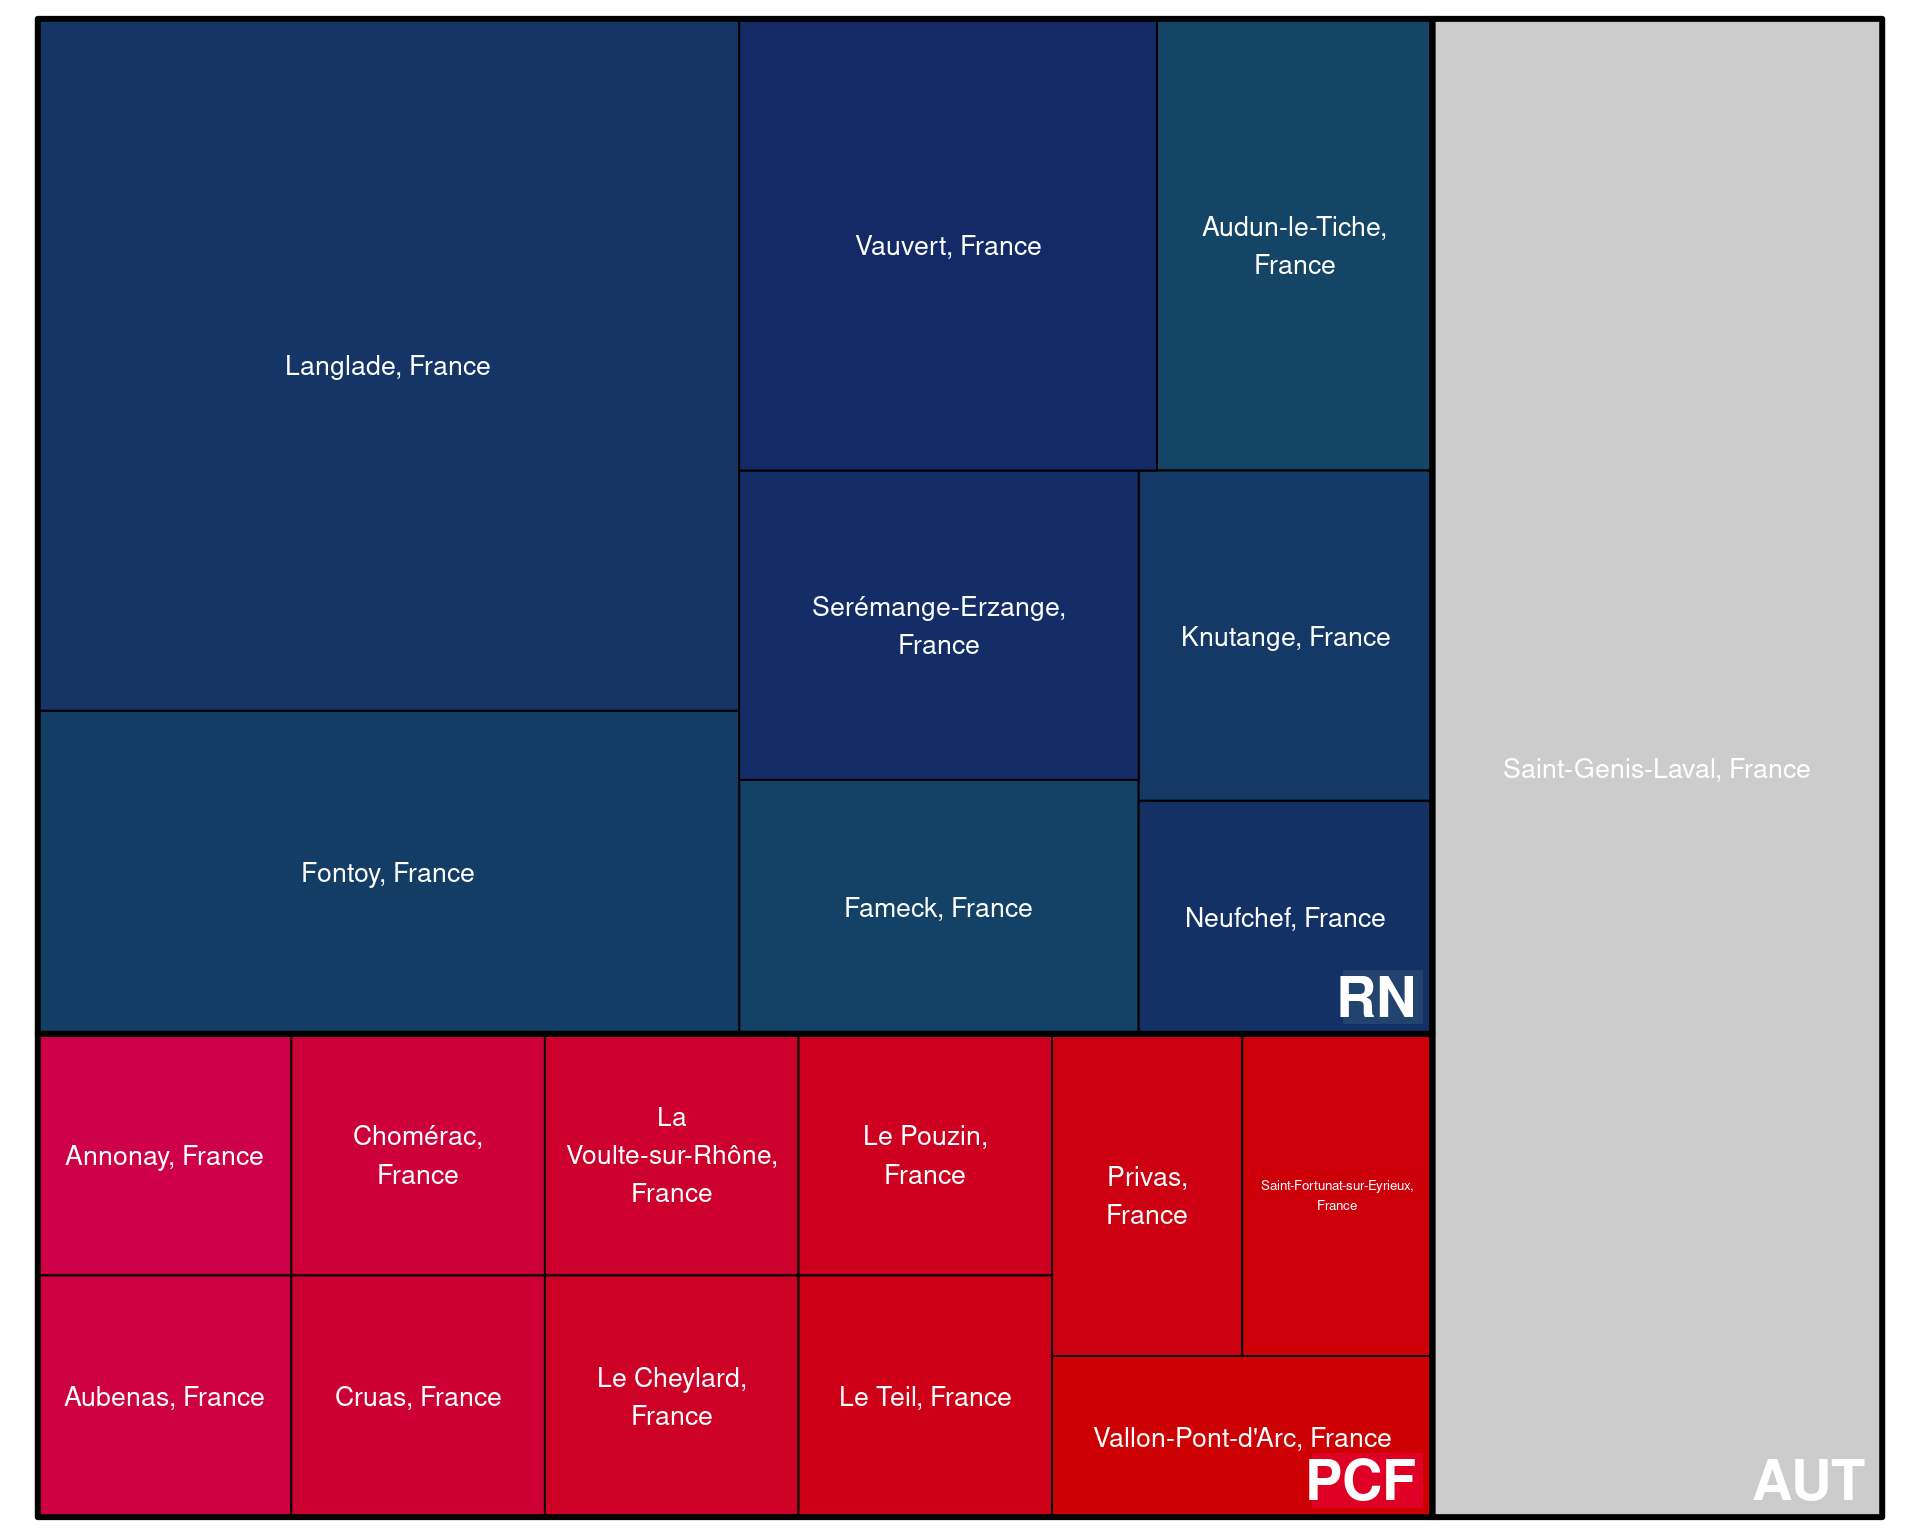 Langlade, France
Vauvert, France
Audun-le-Tiche,
France
Serémange-Erzange,
France
Knutange, France
Fontoy, France
Fameck, France
Neufchef, France
RN
Annonay, France
Chomérac,
France
La
Voulte-sur-Rhône,
France
Le Pouzin,
France
Privas,
France
Saint-Fortunat-sur-Eyrieux,
France
Aubenas, France
Cruas, France
Le Cheylard,
France
Le Teil, France
Vallon-Pont-d'Arc, France
PCF
Saint-Genis-Laval, France
AUT